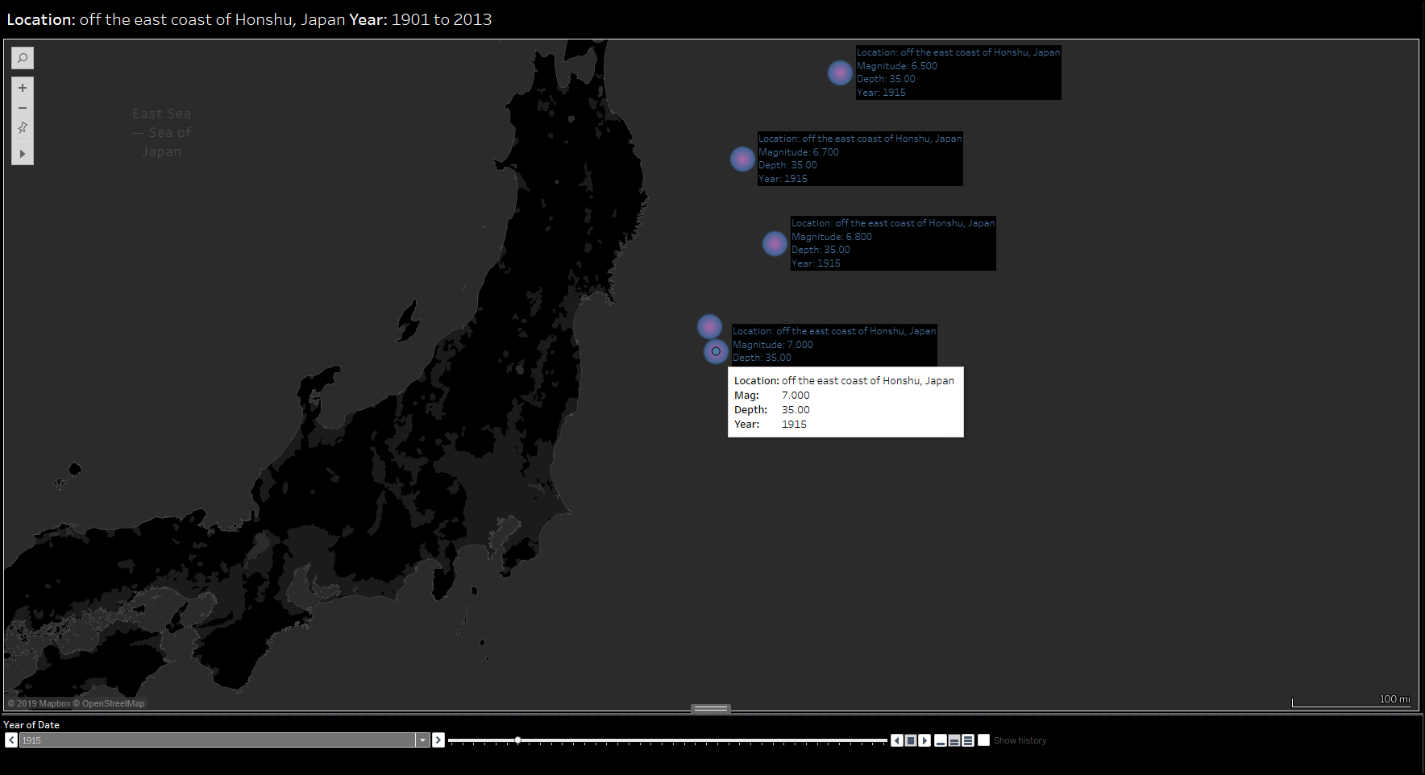 Location: off the east coast of Honshu, Japan Year: 1901 to 2013
Location: off the east coast of Honshu, Japan
Magnitude: 6.500
Depth: 35.00
Year: 1915
East Sea
— Sea of
Japan
Location: off the east coast of Honshu, Japan
Magnitude: 6.700
Depth: 35.00
Year: 1915
Location: off the east coast of Honshu, Japan
Magnitude: 6.800
Depth: 35.00
Year: 1915
Location: off the east coast of Honshu, Japan
Magnitude: 7.000
Depth: 35.00
Location: off the east coast of Honshu, Japan
Mag: 7.000
Depth: 35.00
Year: 1915
© 2019 Mapbox © OpenStreetMap
100 mi
Year of Date
1915
Show history